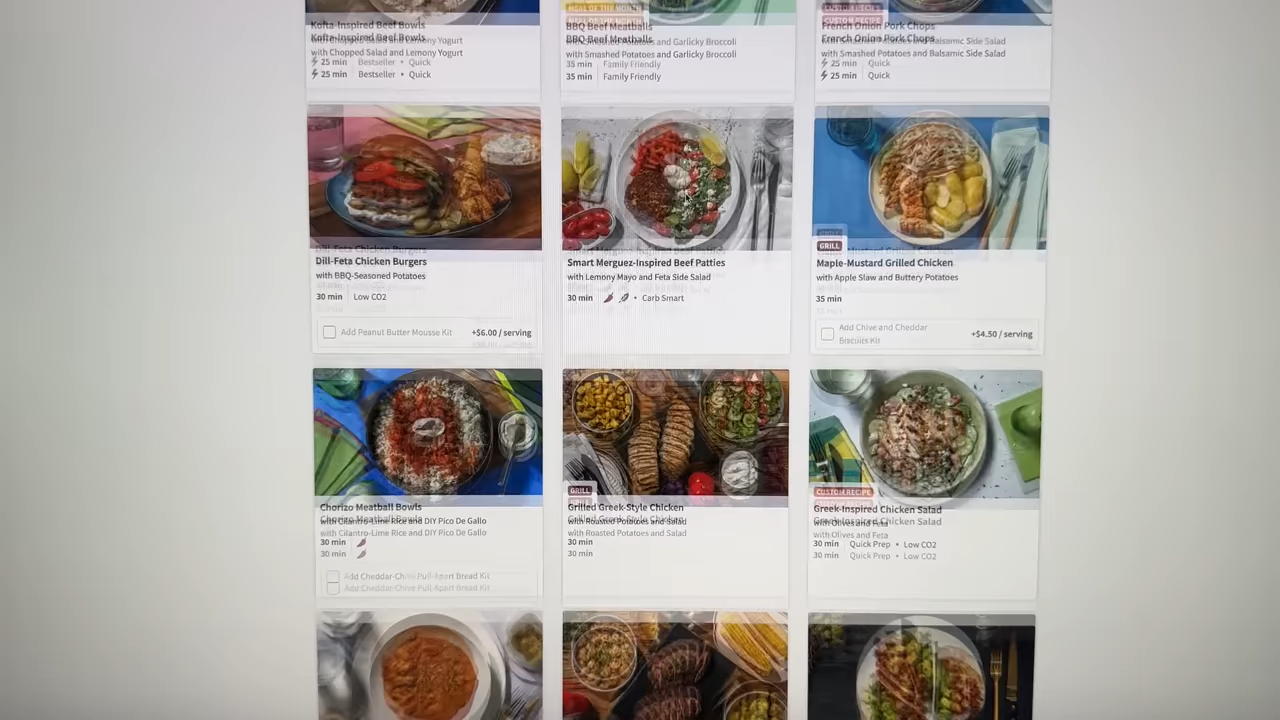 Kofta-Inspired Beef Bowls
with Chopped Salad and Lemony Yogurt
25 min Bestseller • Quick
MEAL OF THE MONTH
BBQ Beef Meatballs
with Smashed Potatoes and Garlicky Broccoli
35 min Family Friendly
CUSTOM RECIPE
French Onion Pork Chops
with Smashed Potatoes and Balsamic Side Salad
25 min Quick
Dill-Feta Chicken Burgers
with BBQ-Seasoned Potatoes
30 min Low CO2
Add Peanut Butter Mousse Kit +$6.00 / serving
Smart Merguez-Inspired Beef Patties
with Lemony Mayo and Feta Side Salad
30 min • Carb Smart
GRILL
Maple-Mustard Grilled Chicken
with Apple Slaw and Buttery Potatoes
35 min
Add Chive and Cheddar
Biscuits Kit
+$4.50 / serving
Chorizo Meatball Bowls
with Cilantro-Lime Rice and DIY Pico De Gallo
30 min
Add Cheddar-Chive Pull-Apart Bread Kit
GRILL
Grilled Greek-Style Chicken
with Roasted Potatoes and Salad
30 min
CUSTOM RECIPE
Greek-Inspired Chicken Salad
with Olives and Feta
30 min Quick Prep • Low CO2